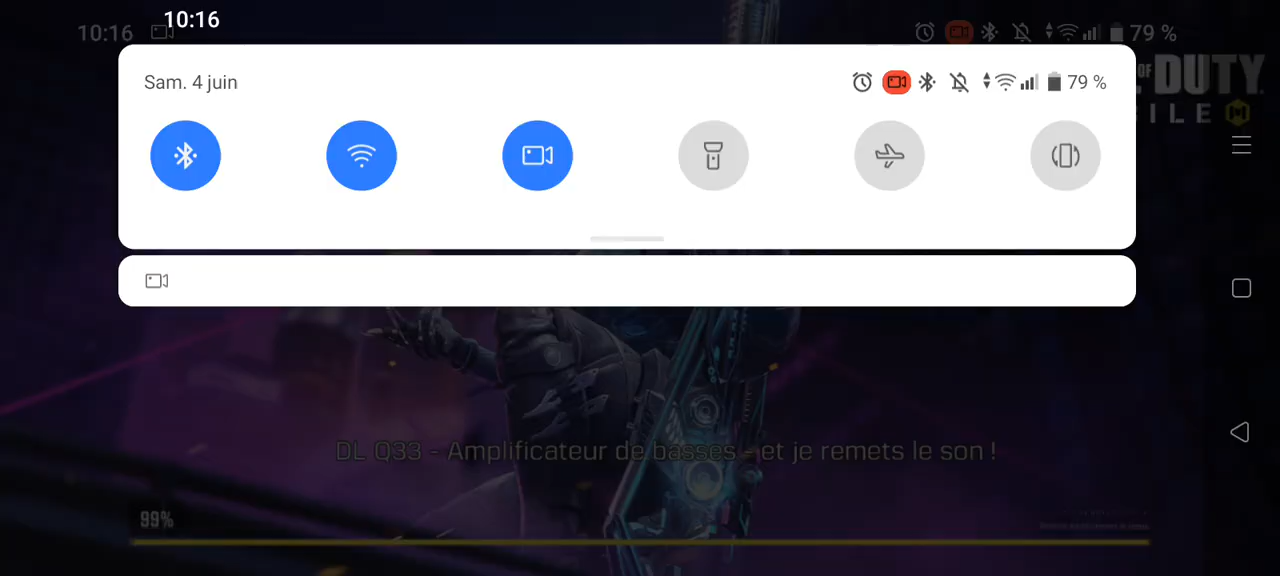 10:16
10:16
79 %
Sam. 4 juin
79 %
OF
DUTY
BILE
DL Q33 - Amplificateur de basses - et je remets le son !
99%